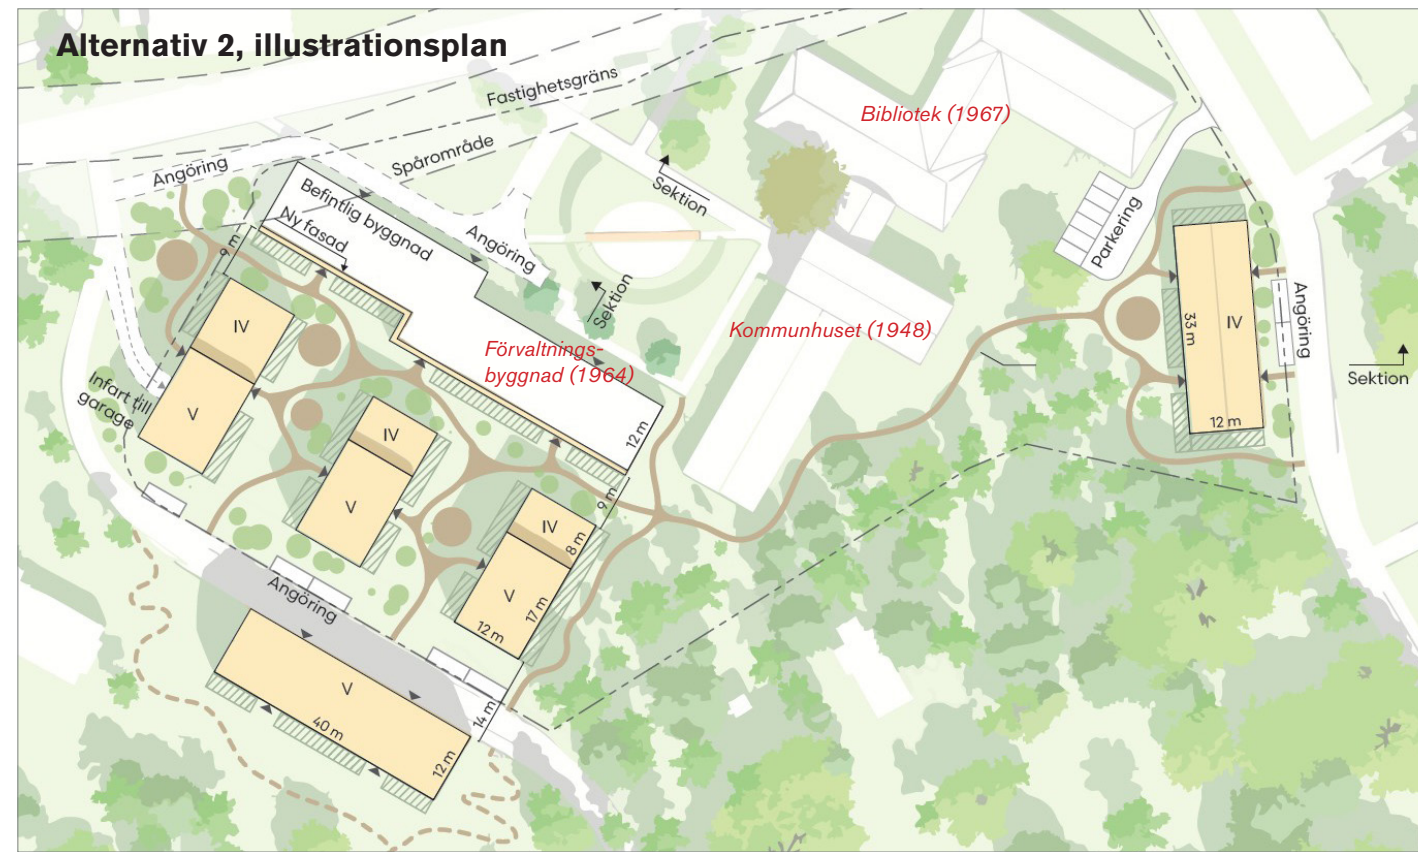 Alternativ 2, illustrationsplan
Fastighetsgräns
Spårområde
Angöring
Befintlig byggnad
Ny fasad
Angöring
Sektion
Sektion
Bibliotek (1967)
Kommunhuset (1948)
Förvaltnings-
byggnad (1964)
Parkering
Angöring
Sektion
33 m
IV
12 m
9 m
IV
V
Infart till
garage
IV
V
12 m
9 m
IV
8 m
V
17 m
12 m
Angöring
14 m
V
40 m
12 m